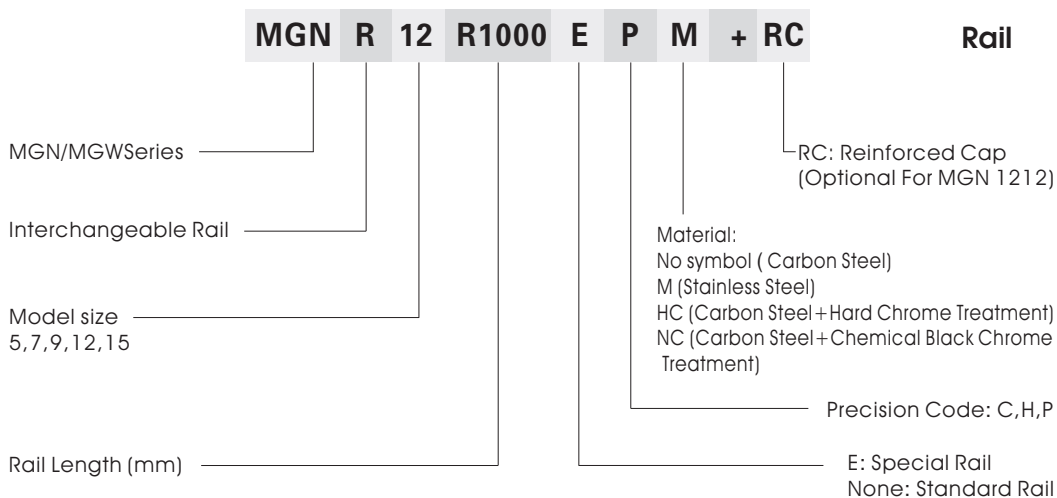 MGN R 12 R1000 E P M + RC
Rail
MGN/MGWSeries
RC: Reinforced Cap
(Optional For MGN 1212)
Interchangeable Rail
Material:
No symbol ( Carbon Steel)
M (Stainless Steel)
HC (Carbon Steel+Hard Chrome Treatment)
NC (Carbon Steel+Chemical Black Chrome
Treatment)
Model size
5,7,9,12,15
Precision Code: C,H,P
Rail Length (mm)
E: Special Rail
None: Standard Rail